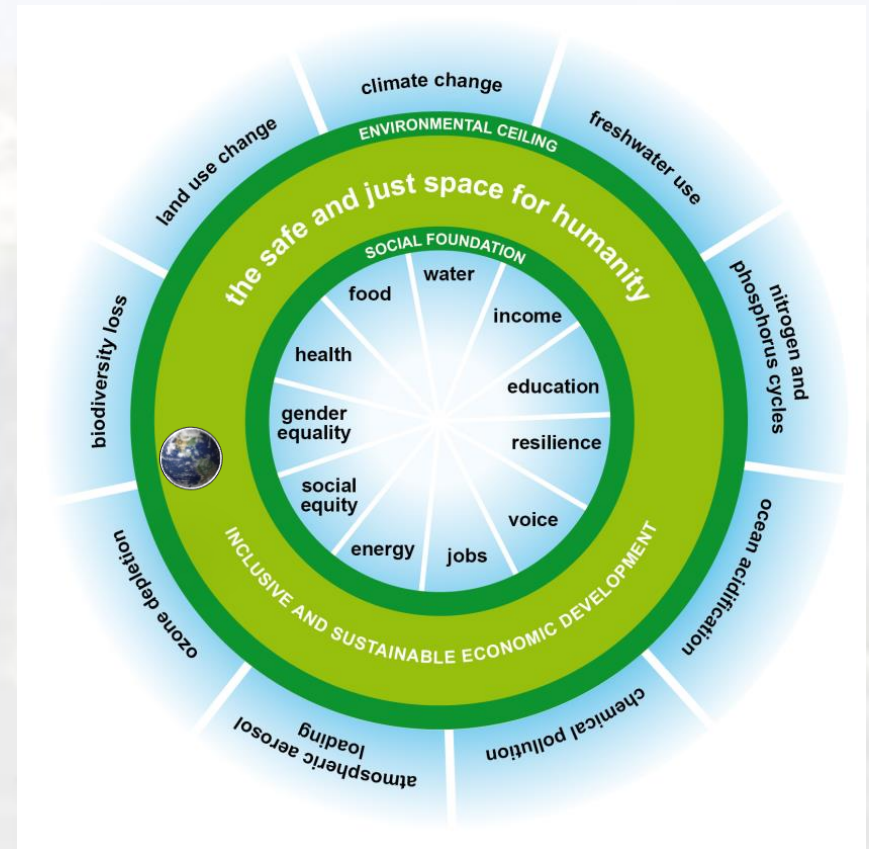 climate change
freshwater use
nitrogen and
phosphorus cycles
ocean acidification
chemical pollution
atmospheric aerosol
loading
ozone depletion
biodiversity loss
land use change
ENVIRONMENTAL CEILING
the safe and just space for humanity
SOCIAL FOUNDATION
water
income
education
resilience
voice
jobs
energy
social
equity
gender
equality
health
food
INCLUSIVE AND SUSTAINABLE ECONOMIC DEVELOPMENT